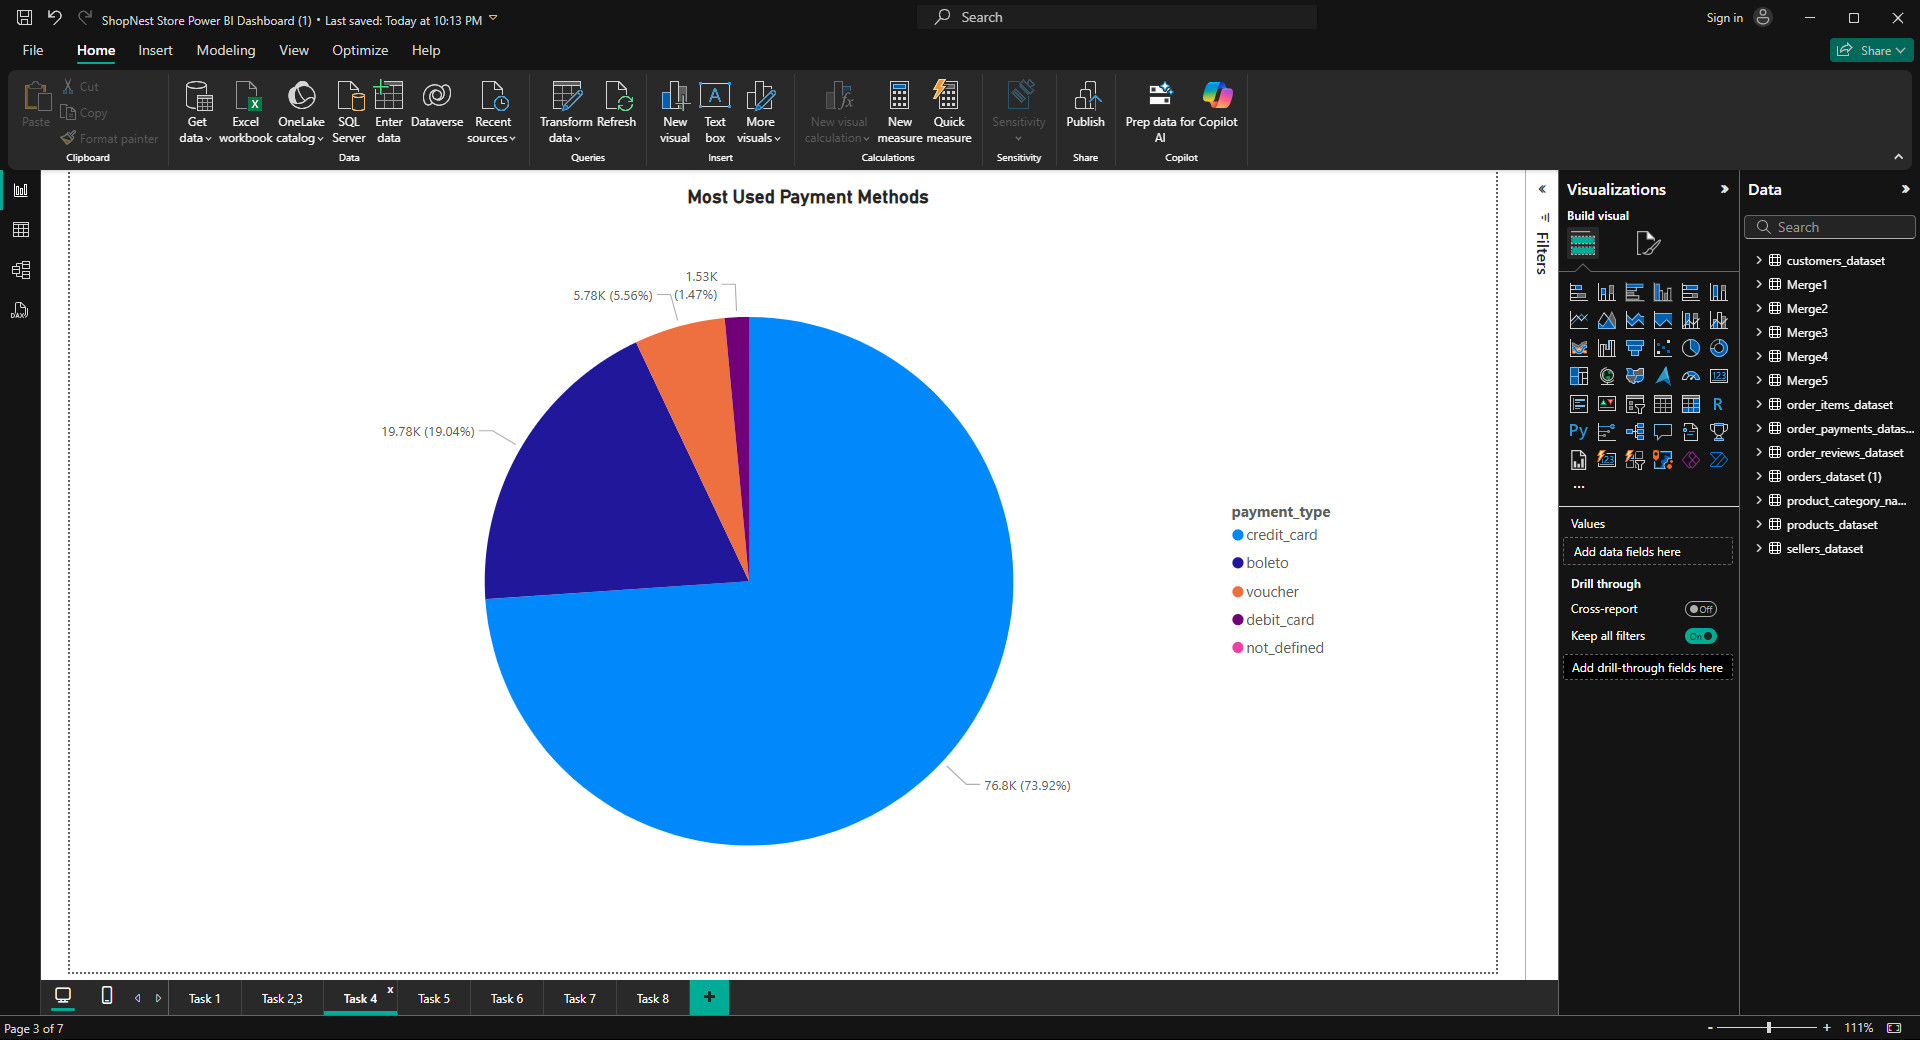 ShopNest Store Power BI Dashboard (1) • Last saved: Today at 10:13 PM
Search
Sign in
File Home Insert Modeling View Optimize Help
Share
Paste
Cut
Copy
Format painter
Clipboard
Get data
Excel workbook
OneLake catalog
SQL Server
Enter data
Dataverse
Recent sources
Data
Transform data
Refresh
Queries
New visual
Text box
More visuals
Insert
New visual calculation
New measure
Quick measure
Calculations
Sensitivity
Sensitivity
Publish
Share
Prep data for AI
Copilot
Copilot
Most Used Payment Methods
1.53K
(1.47%)
5.78K (5.56%)
19.78K (19.04%)
76.8K (73.92%)
payment_type
credit_card
boleto
voucher
debit_card
not_defined
Filters
Visualizations
Build visual
123
R
Py
...
Values
Add data fields here
Drill through
Cross-report
Off
Keep all filters
On
Add drill-through fields here
Data
Search
customers_dataset
Merge1
Merge2
Merge3
Merge4
Merge5
order_items_dataset
order_payments_datas...
order_reviews_dataset
orders_dataset (1)
product_category_na...
products_dataset
sellers_dataset
DAX
Task 1
Task 2,3
Task 4
x
Task 5
Task 6
Task 7
Task 8
+
Page 3 of 7
- + 111%